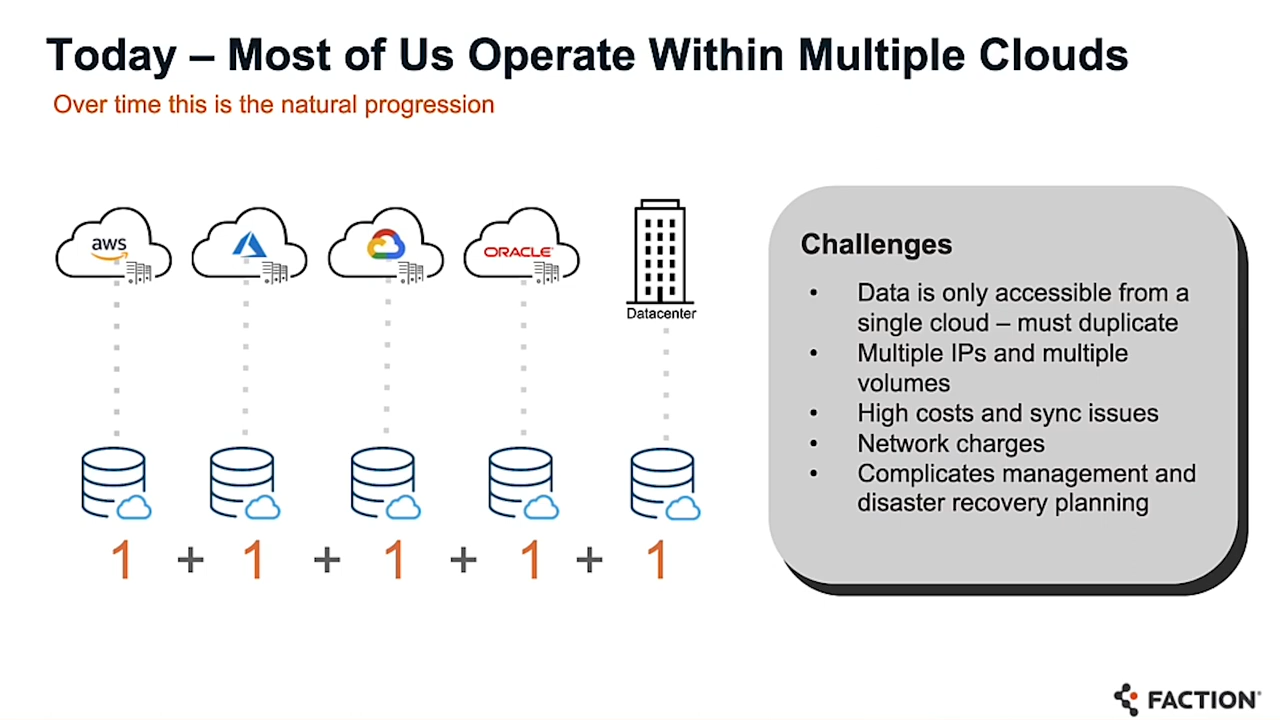 Today – Most of Us Operate Within Multiple Clouds
Over time this is the natural progression
aws
ORACLE
Datacenter
1 + 1 + 1 + 1 + 1
Challenges
• Data is only accessible from a
single cloud – must duplicate
• Multiple IPs and multiple
volumes
• High costs and sync issues
• Network charges
• Complicates management and
disaster recovery planning
FACTION